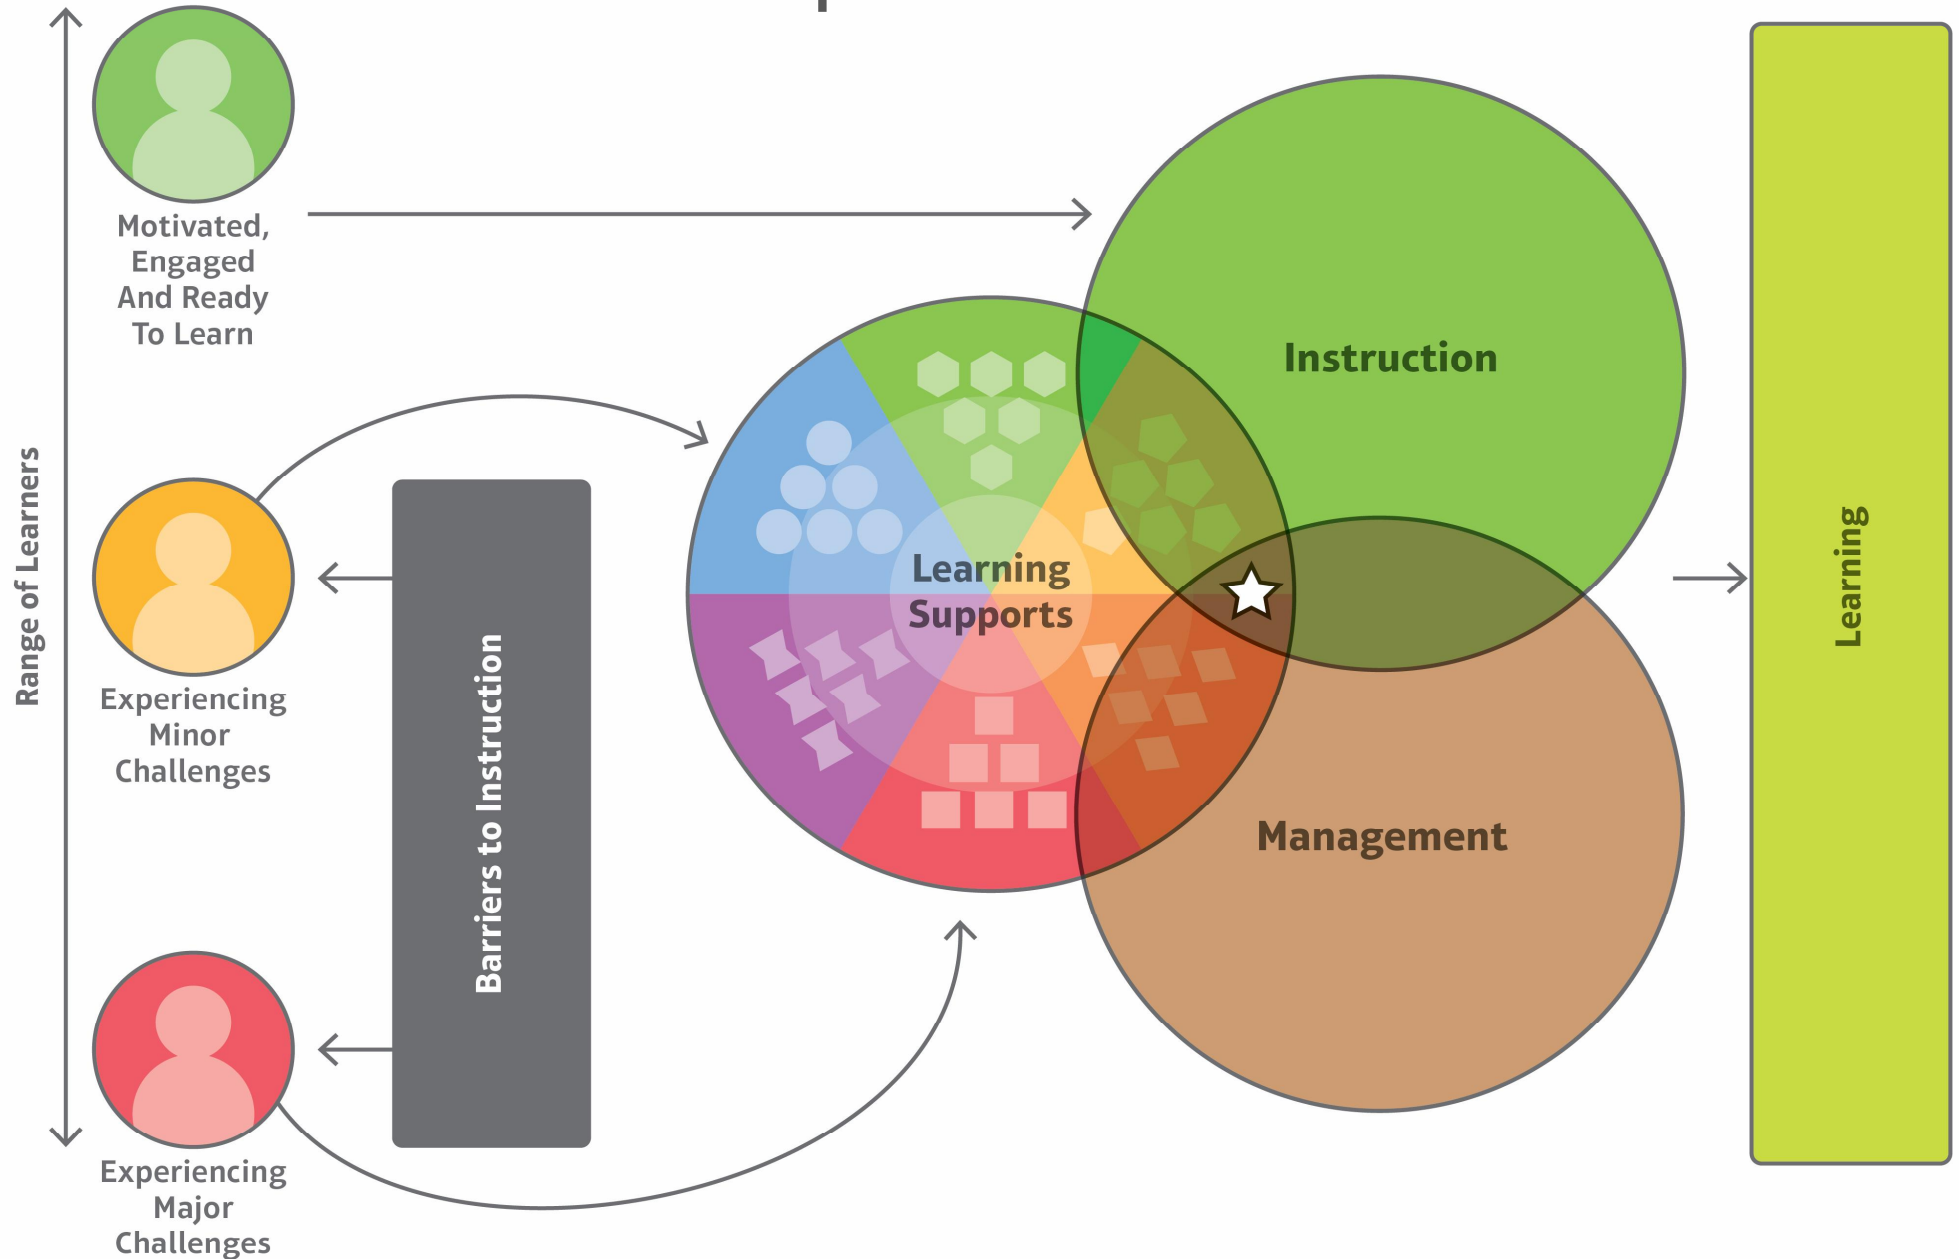 Range of Learners
Motivated,
Engaged
And Ready
To Learn
Experiencing
Minor
Challenges
Experiencing
Major
Challenges
Barriers to Instruction
Learning
Supports
Instruction
Management
Learning